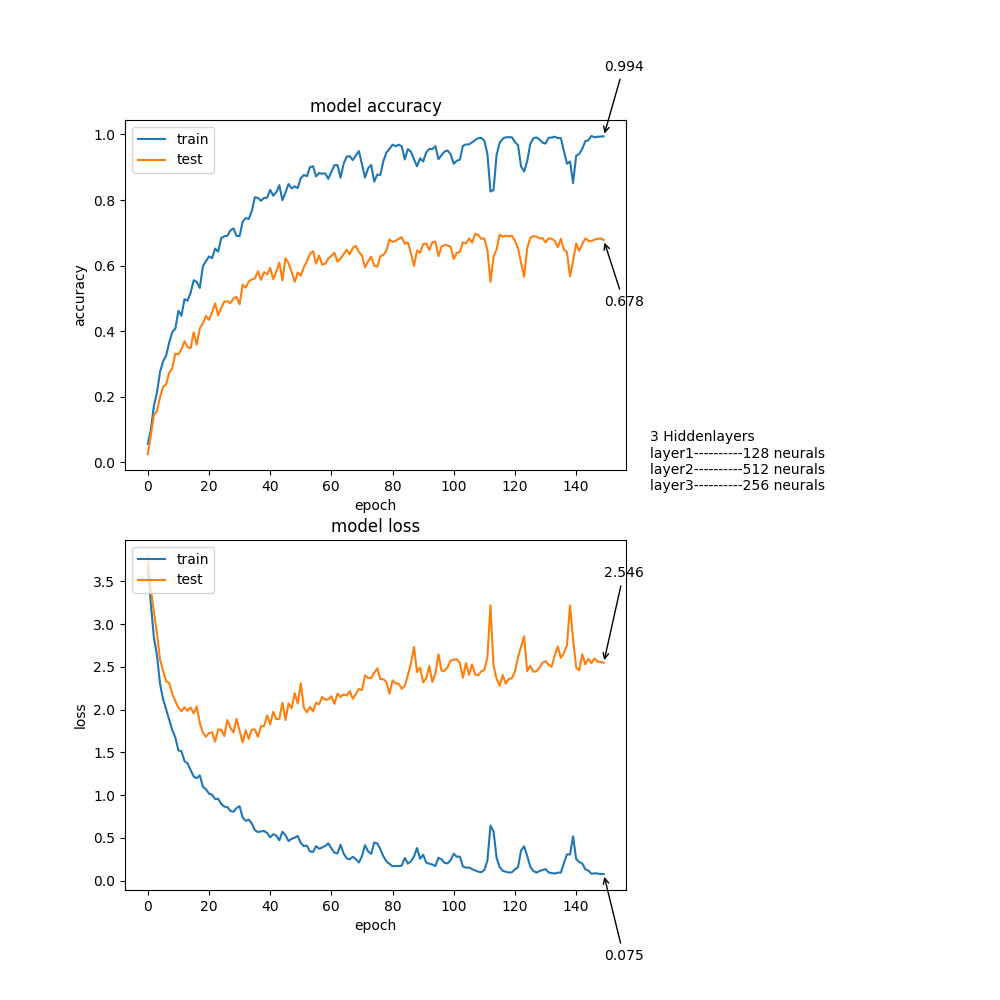 0.994
model accuracy
train
test
1.0
0.8
0.6
0.4
0.2
0.0
accuracy
0.678
0 20 40 60 80 100 120 140
epoch
3 Hiddenlayers
layer1----------128 neurals
layer2----------512 neurals
layer3----------256 neurals
model loss
train
test
2.546
3.5
3.0
2.5
2.0
1.5
1.0
0.5
0.0
loss
0 20 40 60 80 100 120 140
epoch
0.075